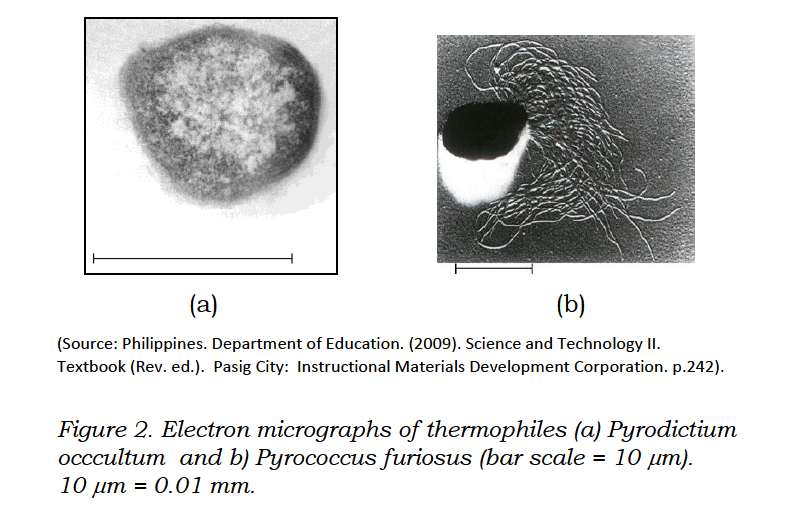 (a)
(b)
(Source: Philippines. Department of Education. (2009). Science and Technology II.
Textbook (Rev. ed.).  Pasig City:  Instructional Materials Development Corporation. p.242).
Figure 2. Electron micrographs of thermophiles (a) Pyrodictium
occcultum  and b) Pyrococcus furiosus (bar scale = 10 μm).
10 μm = 0.01 mm.